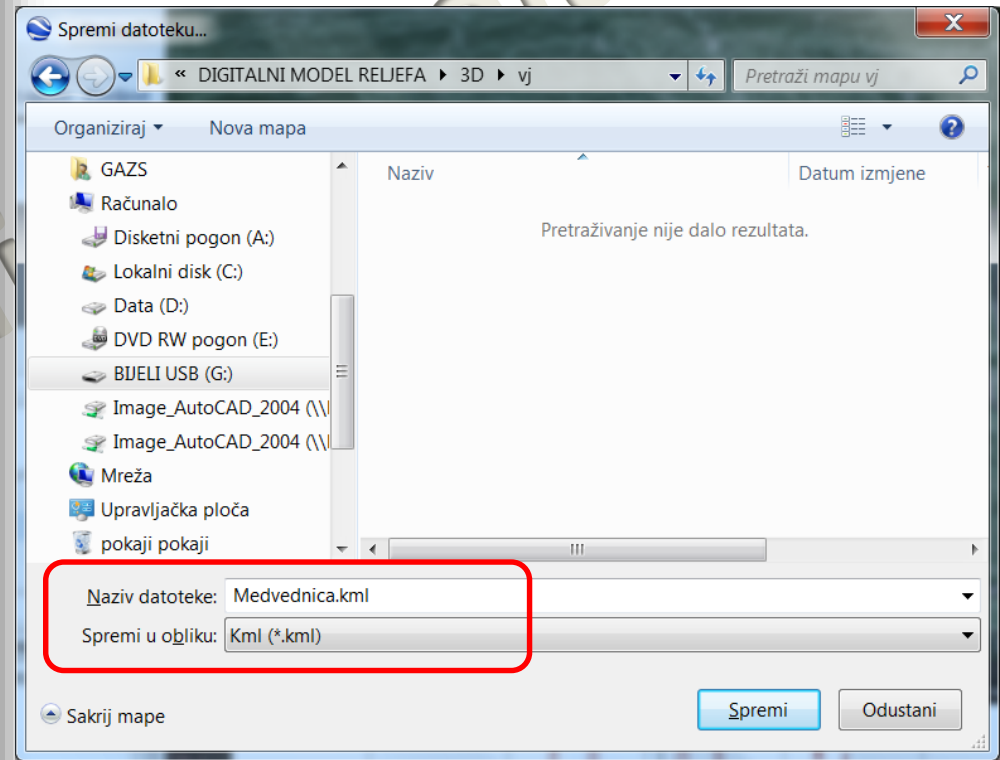 Spremi datoteku...
« DIGITALNI MODEL RELJEFA 3D vj
Pretraži mapu vj
Organiziraj Nova mapa
Naziv Datum izmjene
Pretraživanje nije dalo rezultata.
GAZS
Računalo
Disketni pogon (A:)
Lokalni disk (C:)
Data (D:)
DVD RW pogon (E:)
BIJELI USB (G:)
Image_AutoCAD_2004 (\\
Image_AutoCAD_2004 (\\
Mreža
Upravljačka ploča
pokaji pokaji
Naziv datoteke: Medvednica.kml
Spremi u obliku: Kml (*.kml)
Sakrij mape
Spremi Odustani